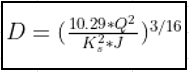 D = (\frac{10.29*Q^2}{K_s^2*J})^{3/16}